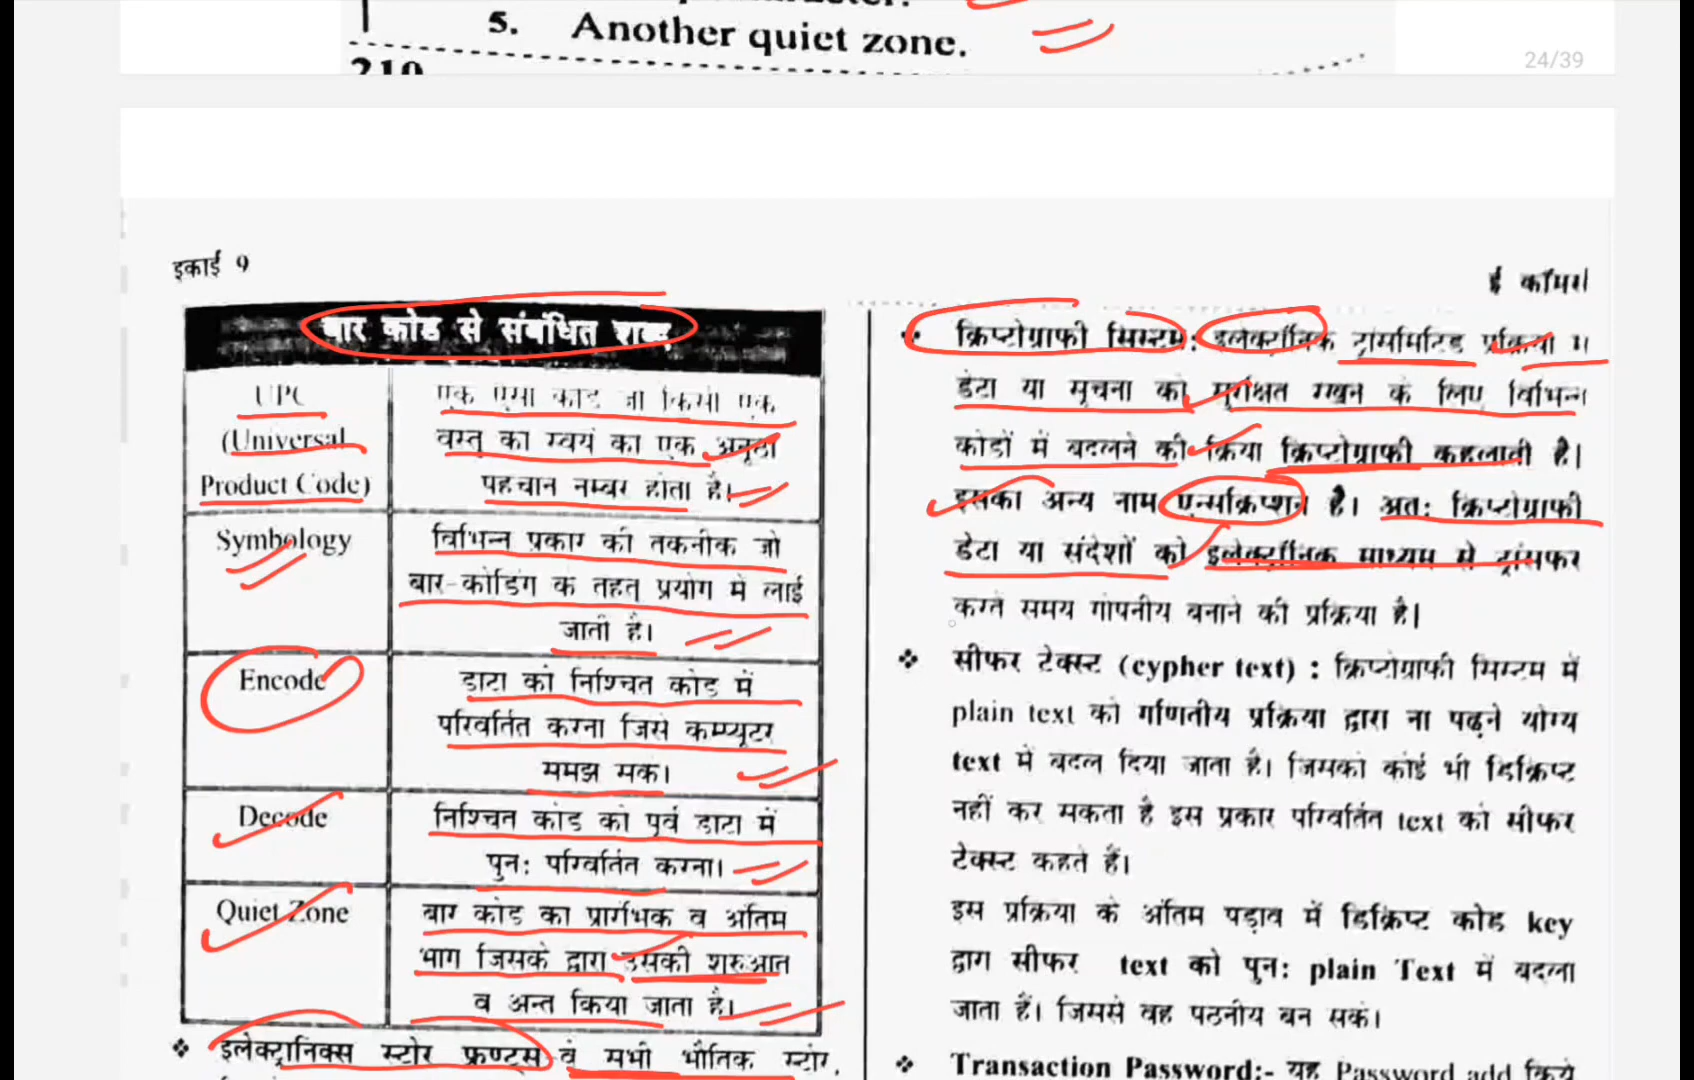 5. Another quiet zone.
24/39
210
इकाई 9
ई कॉमर्स
बार कोड से संबंधित शब्द
UPC
(Universal
Product Code)
एक ऐसा कोड जो किसी एक
वस्तु का स्वयं का एक अनूठा
पहचान नम्बर होता है।
Symbology
विभिन्न प्रकार की तकनीक जो
बार-कोडिंग के तहत् प्रयोग में लाई
जाती है।
Encode
डाटा को निश्चित कोड में
परिवर्तित करना जिसे कम्प्यूटर
समझ सके।
Decode
निश्चित कोड को पूर्व डाटा में
पुन: परिवर्तित करना।
Quiet Zone
बार कोड का प्रारंभिक व अंतिम
भाग जिसके द्वारा उसकी शुरुआत
व अन्त किया जाता है।
❖ इलेक्ट्रानिक्स स्टोर फ्रण्ट्स वे सभी भौतिक स्टोर,
क्रिप्टोग्राफी सिस्टम: इलेक्ट्रॉनिक ट्रांसमिटिड प्रक्रिया में
डेटा या सूचना को सुरक्षित रखने के लिए विभिन्न
कोडों में बदलने की क्रिया क्रिप्टोग्राफी कहलाती है।
इसका अन्य नाम एन्सक्रिप्शन है। अत: क्रिप्टोग्राफी
डेटा या संदेशों को इलेक्ट्रॉनिक माध्यम से ट्रांसफर
करते समय गोपनीय बनाने की प्रक्रिया है।
❖ सीफर टेक्स्ट (cypher text) : क्रिप्टोग्राफी सिस्टम में
plain text को गणितीय प्रक्रिया द्वारा ना पढ़ने योग्य
text में बदल दिया जाता है। जिसको कोई भी डिक्रिप्ट
नहीं कर सकता है इस प्रकार परिवर्तित text को सीफर
टेक्स्ट कहते हैं।
इस प्रक्रिया के अंतिम पड़ाव में डिक्रिप्ट कोड key
द्वारा सीफर text को पुन: plain Text में बदला
जाता हैं। जिससे वह पठनीय बन सके।
❖ Transaction Password:- यह Password add किये